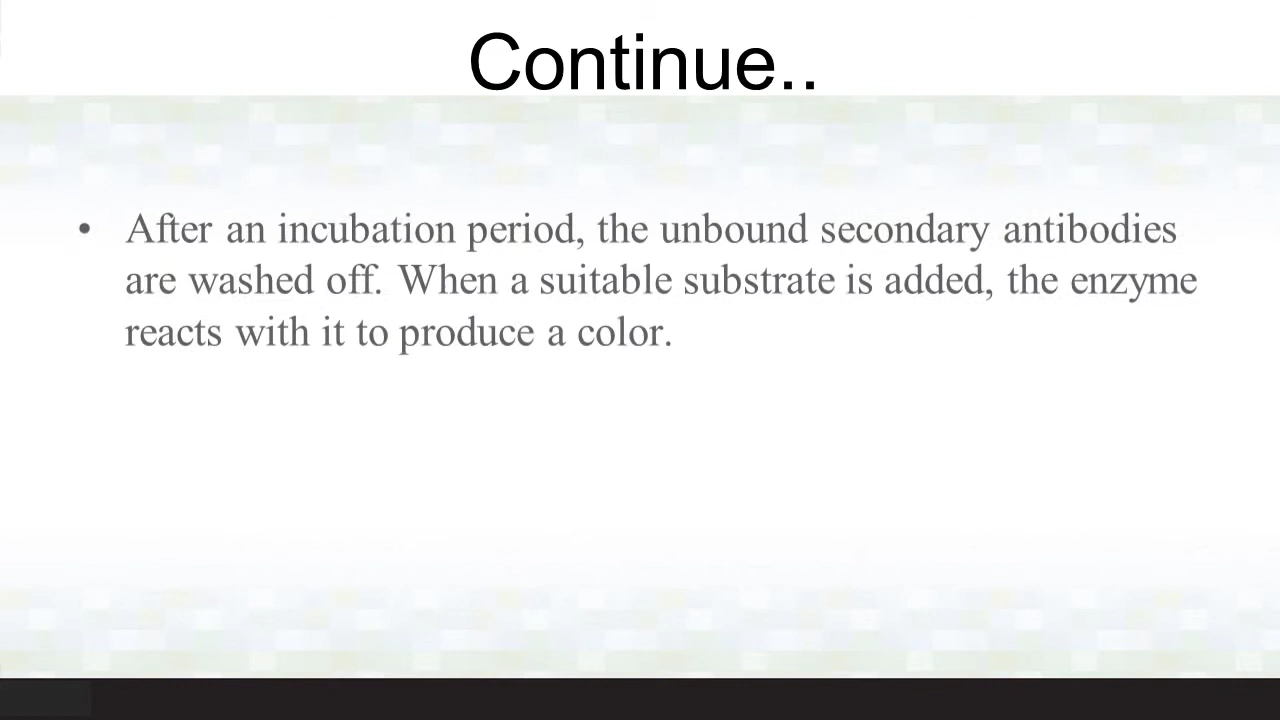 Continue..
• After an incubation period, the unbound secondary antibodies
are washed off. When a suitable substrate is added, the enzyme
reacts with it to produce a color.